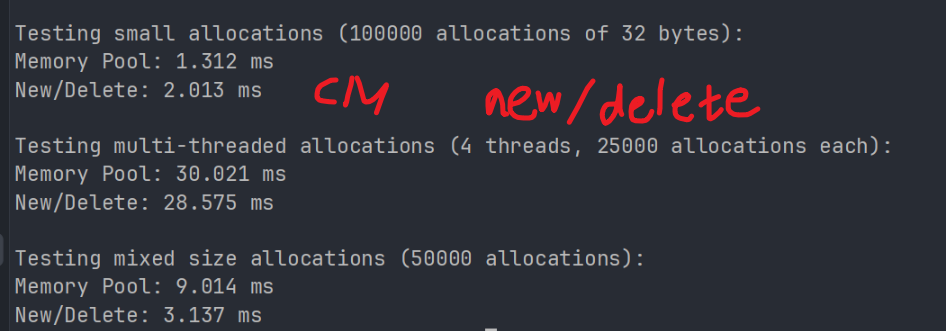 Testing small allocations (100000 allocations of 32 bytes):
Memory Pool: 1.312 ms
New/Delete: 2.013 ms
new/delete
Testing multi-threaded allocations (4 threads, 25000 allocations each):
Memory Pool: 30.021 ms
New/Delete: 28.575 ms
Testing mixed size allocations (50000 allocations):
Memory Pool: 9.014 ms
New/Delete: 3.137 ms